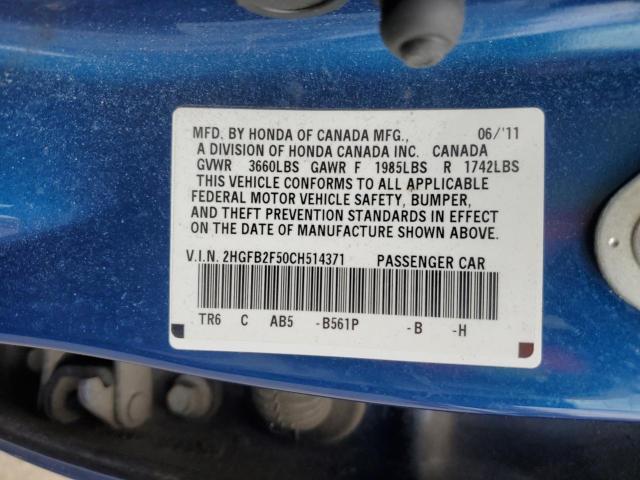 MFD. BY HONDA OF CANADA MFG., 06/'11
A DIVISION OF HONDA CANADA INC. CANADA
GVWR 3660LBS GAWR F 1985LBS R 1742LBS
THIS VEHICLE CONFORMS TO ALL APPLICABLE
FEDERAL MOTOR VEHICLE SAFETY, BUMPER,
AND THEFT PREVENTION STANDARDS IN EFFECT
ON THE DATE OF MANUFACTURE SHOWN ABOVE.
V.I.N. 2HGFB2F50CH514371 PASSENGER CAR
TR6 C AB5 -B561P -B -H